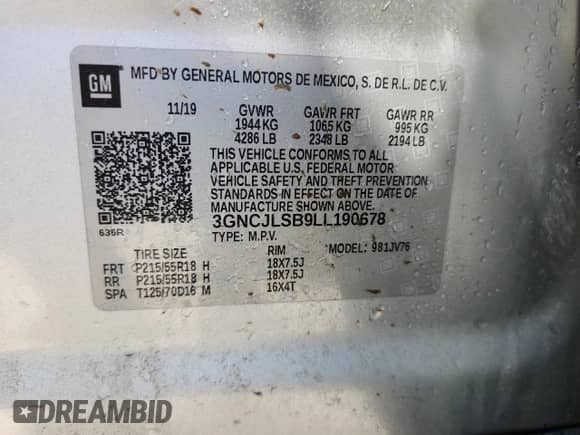 GM
MFD BY GENERAL MOTORS DE MEXICO, S. DE R.L. DE C.V.
11/19 GVWR GAWR FRT GAWR RR
1944 KG 1065 KG 995 KG
4286 LB 2348 LB 2194 LB
THIS VEHICLE CONFORMS TO ALL
APPLICABLE U.S. FEDERAL MOTOR
VEHICLE SAFETY AND THEFT PREVENTION
STANDARDS IN EFFECT ON THE DATE OF
MANUFACTURE SHOWN ABOVE.
3GNCJLSB9LL190678
636R
TYPE: M.P.V.
TIRE SIZE RIM MODEL: 981JV76
FRT P215/55R18 H 18X7.5J
RR P215/55R18 H 18X7.5J
SPA T125/70D16 M 16X4T
DREAMBID